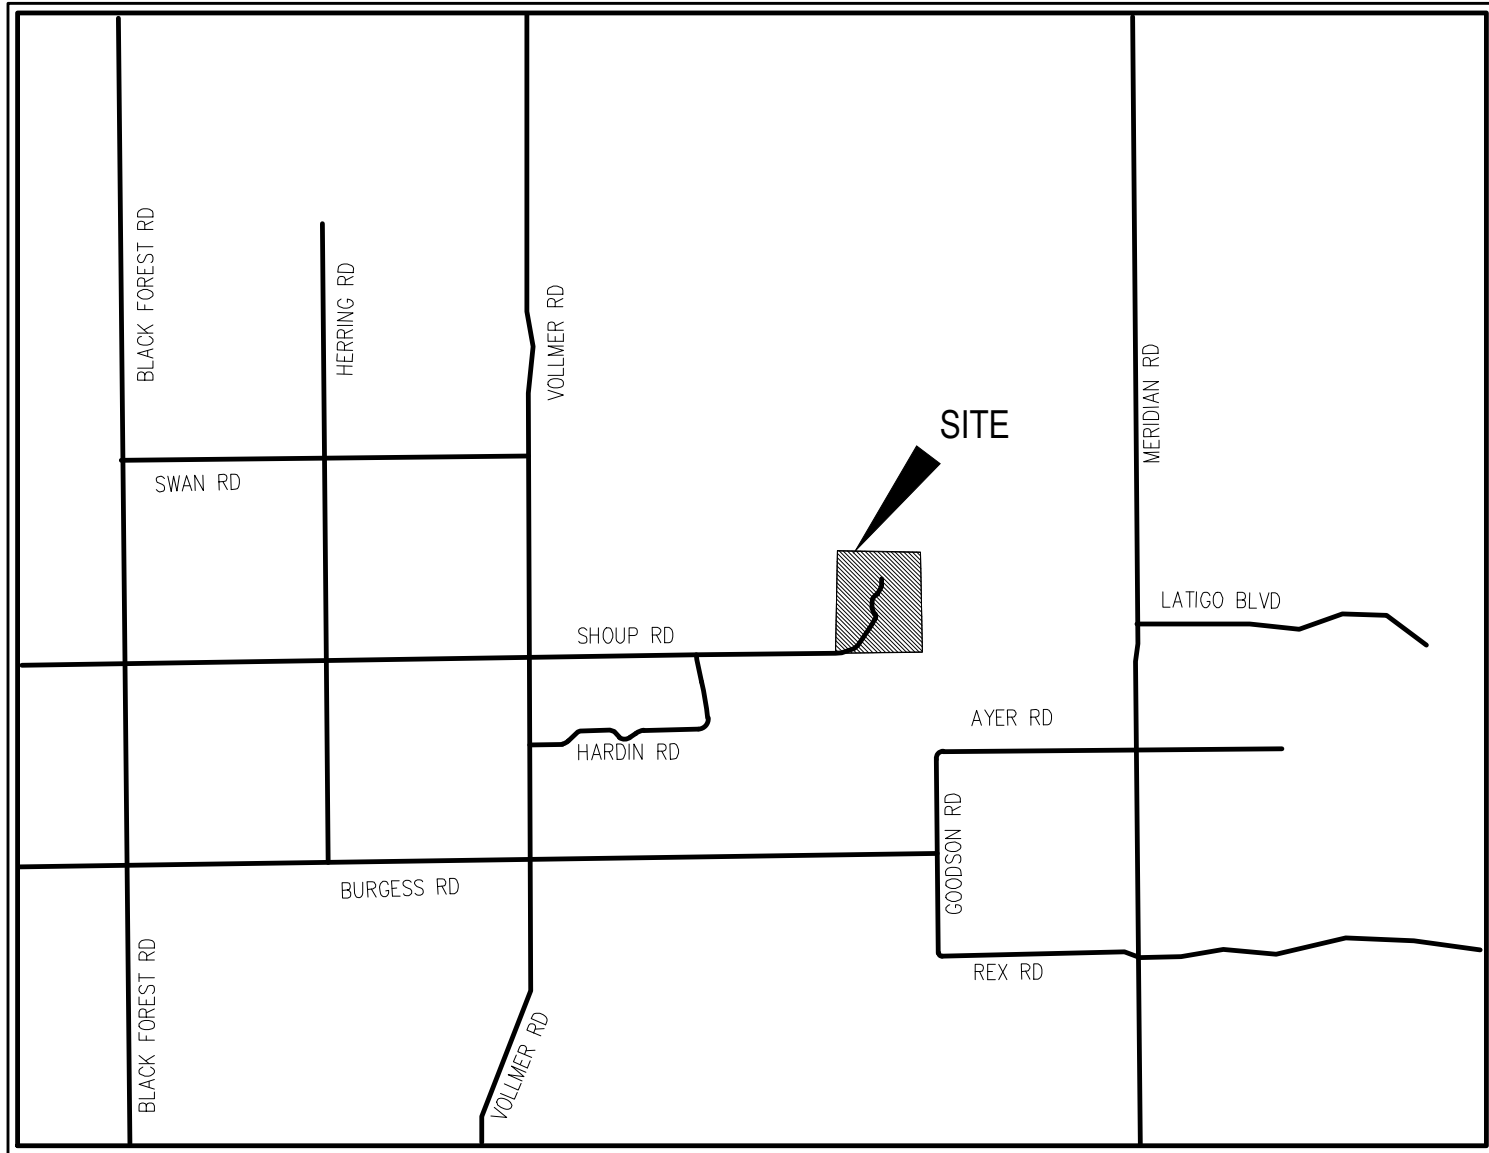 BLACK FOREST RD
HERRING RD
VOLLMER RD
MERIDIAN RD
SITE
SWAN RD
LATIGO BLVD
SHOUP RD
AYER RD
HARDIN RD
GOODSON RD
BURGESS RD
REX RD
BLACK FOREST RD
VOLLMER RD